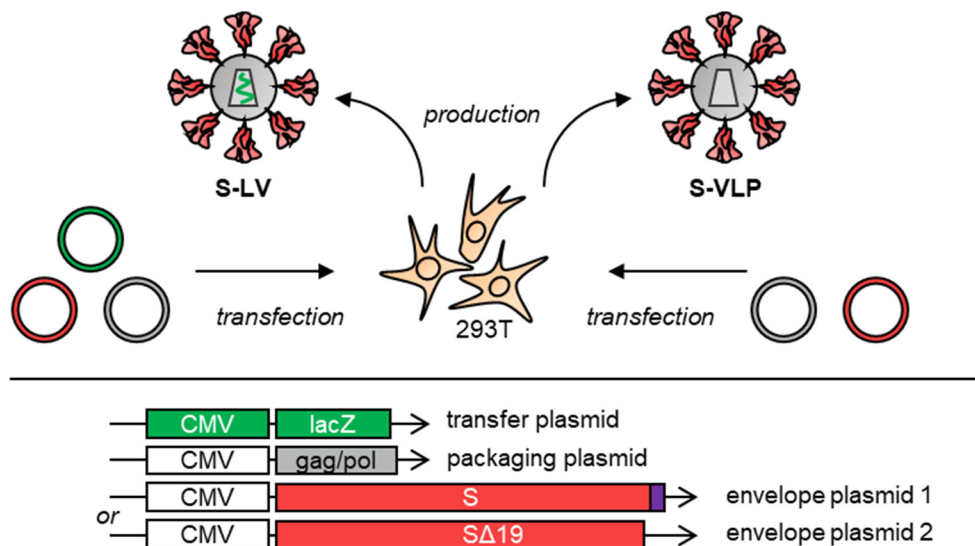 production
S-LV
S-VLP
transfection
293T
transfection
CMV lacZ transfer plasmid
CMV gag/pol packaging plasmid
CMV S envelope plasmid 1
or
CMV SΔ19 envelope plasmid 2